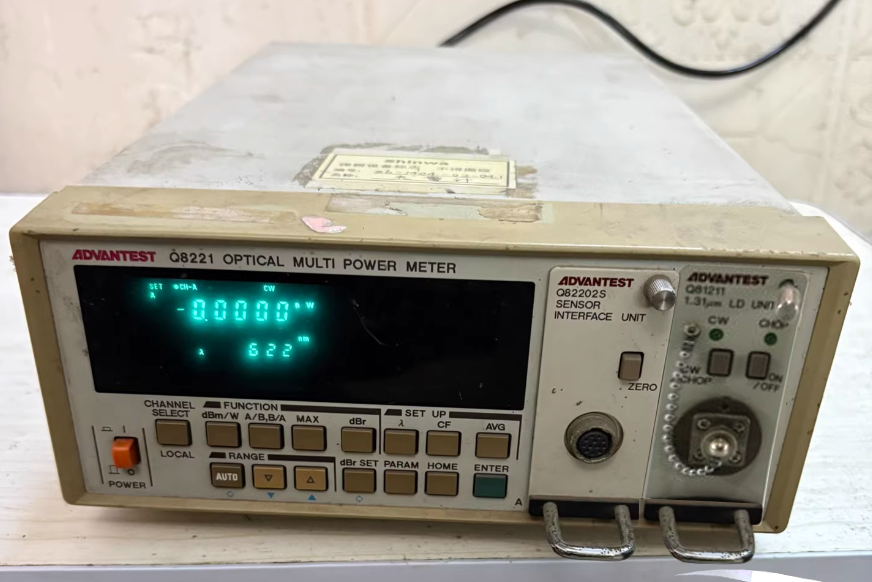 Shinwa
ADVANTEST Q8221 OPTICAL MULTI POWER METER
SET
A
CH-A
CW
-0.0000
W
λ 622 nm
CHANNEL SELECT
FUNCTION
dBm/W A/B,B/A MAX
dBr
SET UP
λ CF AVG
LOCAL
RANGE
AUTO
dBr SET PARAM HOME ENTER
POWER
A
ADVANTEST
Q82202S
SENSOR
INTERFACE UNIT
ZERO
ADVANTEST
Q81211
1.31µm LD UNIT
CW
CHOP
CW
/CHOP
ON
/OFF